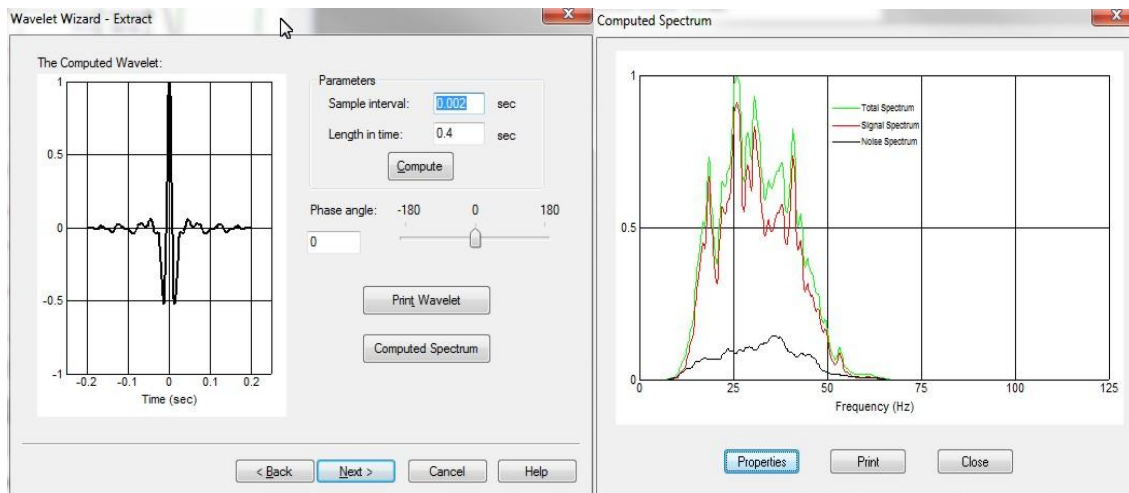 Wavelet Wizard - Extract
The Computed Wavelet:
1
0.5
0
-0.5
-1
-0.2 -0.1 0 0.1 0.2
Time (sec)
Parameters
Sample interval: 0.002 sec
Length in time: 0.4 sec
Compute
Phase angle: -180 0 180
0
Print Wavelet
Computed Spectrum
< Back Next > Cancel Help
Computed Spectrum
1
0.5
0
Total Spectrum
Signal Spectrum
Noise Spectrum
0 25 50 75 100 125
Frequency (Hz)
Properties Print Close